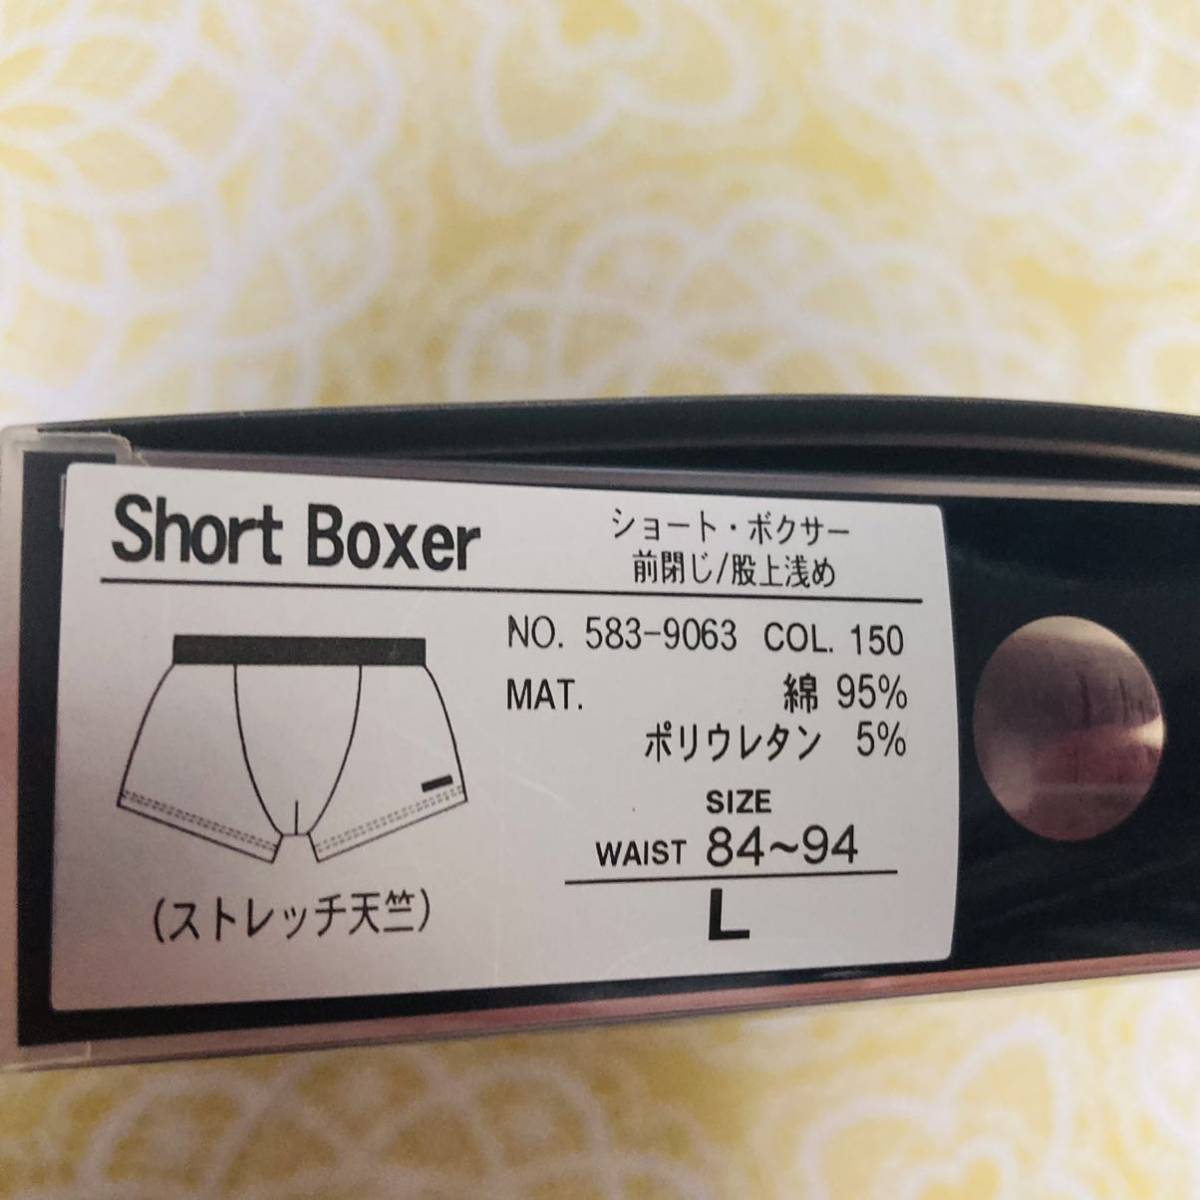 Short Boxer
ショート・ボクサー
前閉じ/股上浅め
NO. 583-9063 COL. 150
MAT. 綿 95%
ポリウレタン 5%
SIZE
WAIST 84~94
L
(ストレッチ天竺)